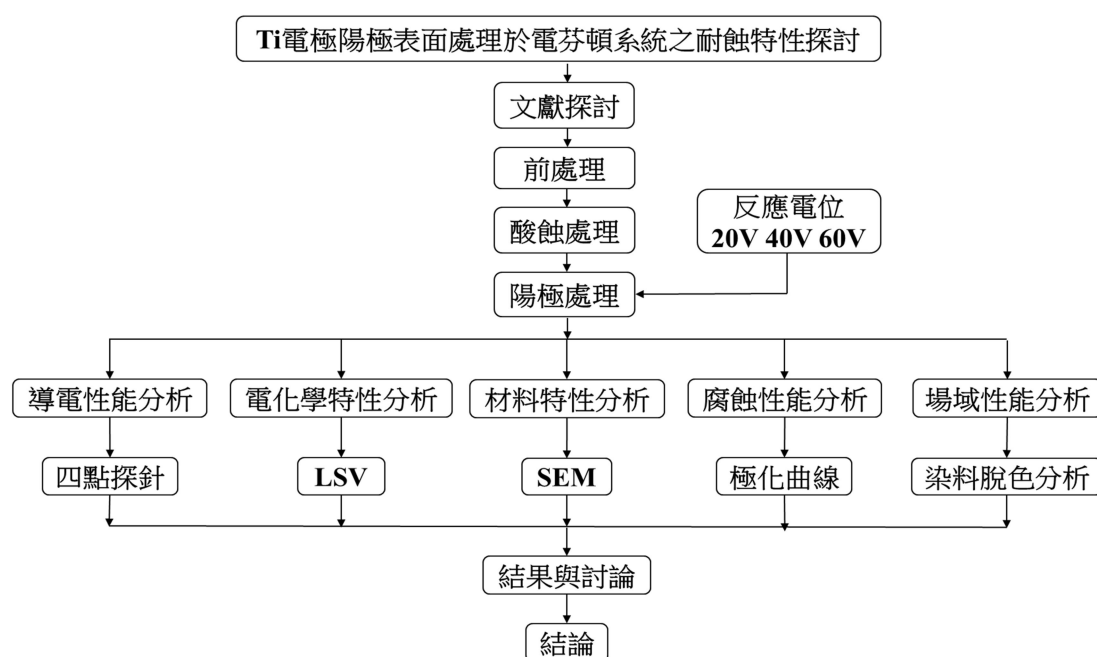 Ti電極陽極表面處理於電芬頓系統之耐蝕特性探討
文獻探討
前處理
酸蝕處理
反應電位
20V 40V 60V
陽極處理
導電性能分析
電化學特性分析
材料特性分析
腐蝕性能分析
場域性能分析
四點探針
LSV
SEM
極化曲線
染料脫色分析
結果與討論
結論